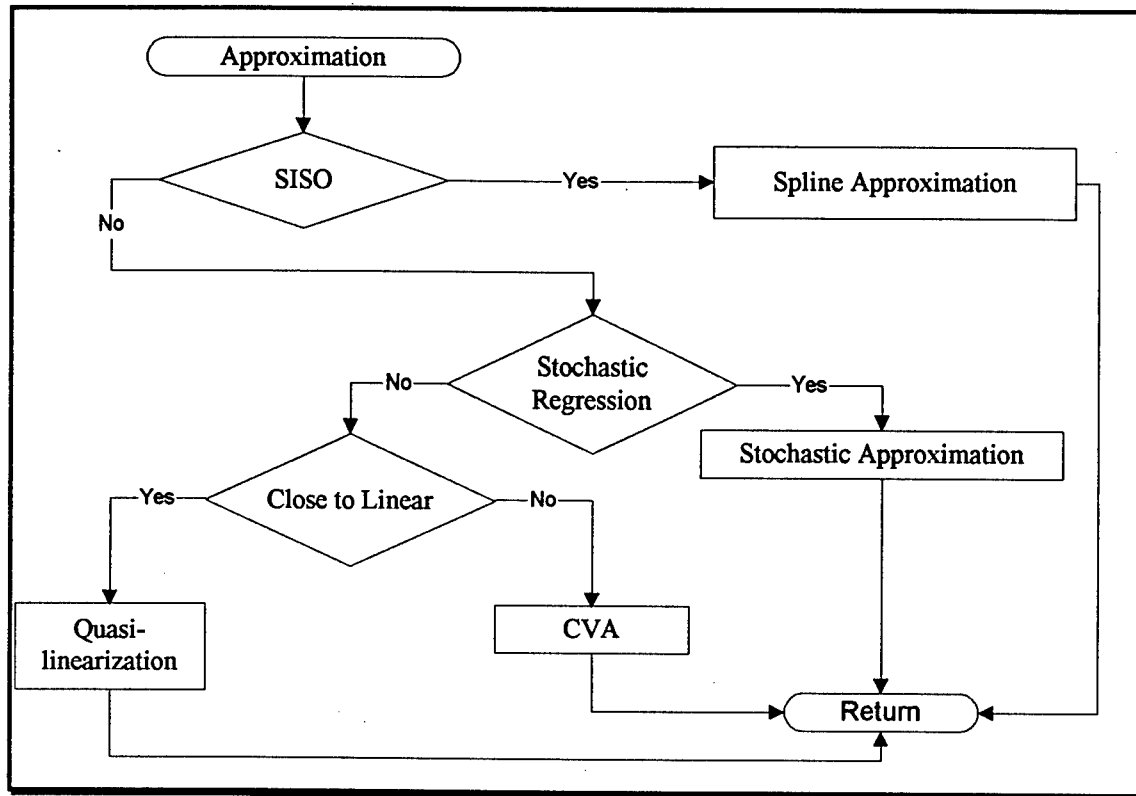 Approximation
SISO
Yes
Spline Approximation
No
Stochastic
Regression
No
Yes
Stochastic Approximation
Close to Linear
Yes
No
Quasi-
linearization
CVA
Return